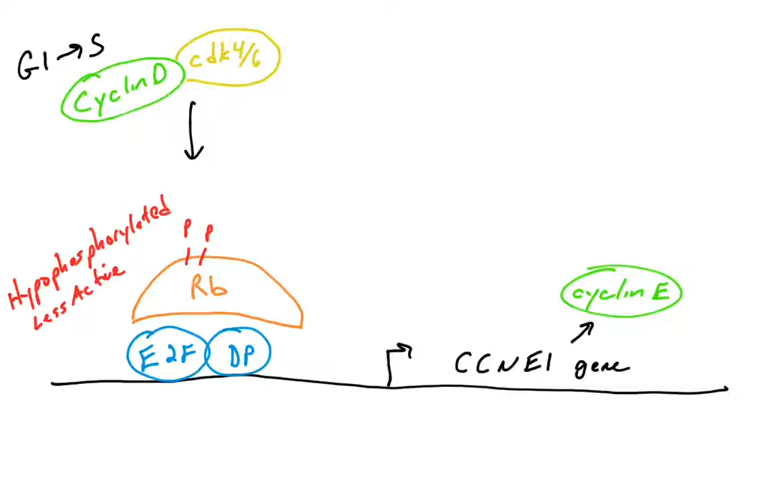 G1→S
CyclinD
cdk4/6
Hypophosphorylated
Less Active
P P
Rb
E2F
DP
CCNE1 gene
cyclin E